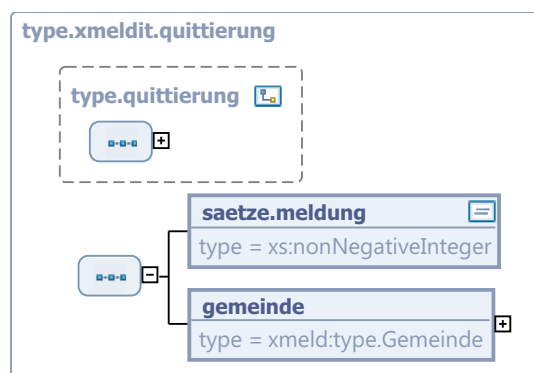 type.xmeldit.quittierung
type.quittierung
saetze.meldung
type = xs:nonNegativeInteger
gemeinde
type = xmeld:type.Gemeinde